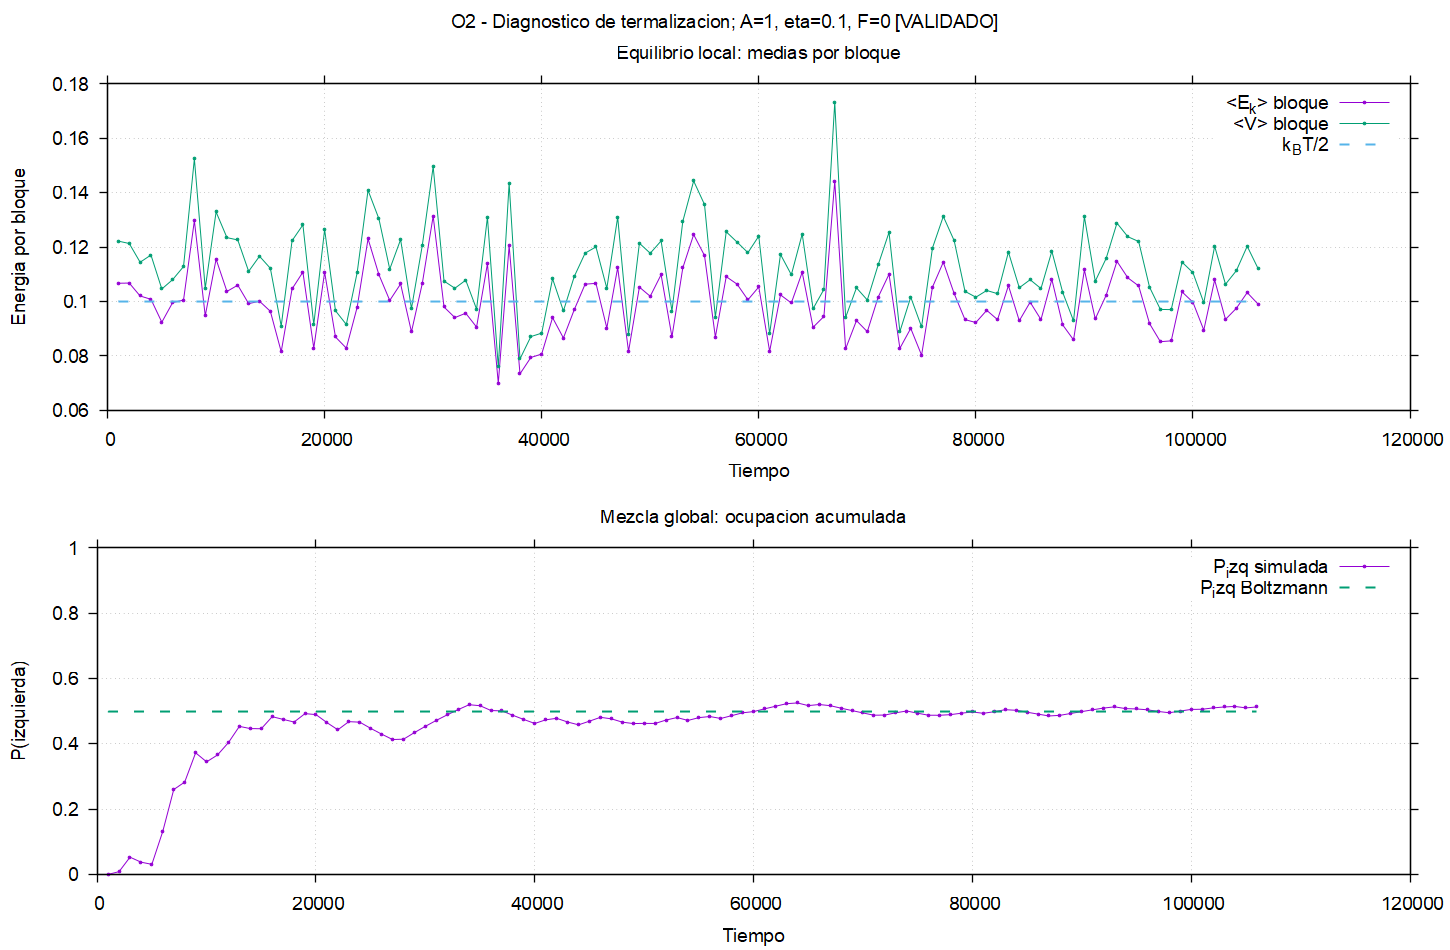 O2 - Diagnostico de termalizacion; A=1, eta=0.1, F=0 [VALIDADO]
Equilibrio local: medias por bloque
0.18
0.16
0.14
0.12
0.1
0.08
0.06
Energia por bloque
<Ek> bloque
<V> bloque
kBT/2
0
20000
40000
60000
80000
100000
120000
Tiempo
Mezcla global: ocupacion acumulada
1
0.8
0.6
0.4
0.2
0
P(izquierda)
Pizq simulada
Pizq Boltzmann
0
20000
40000
60000
80000
100000
120000
Tiempo